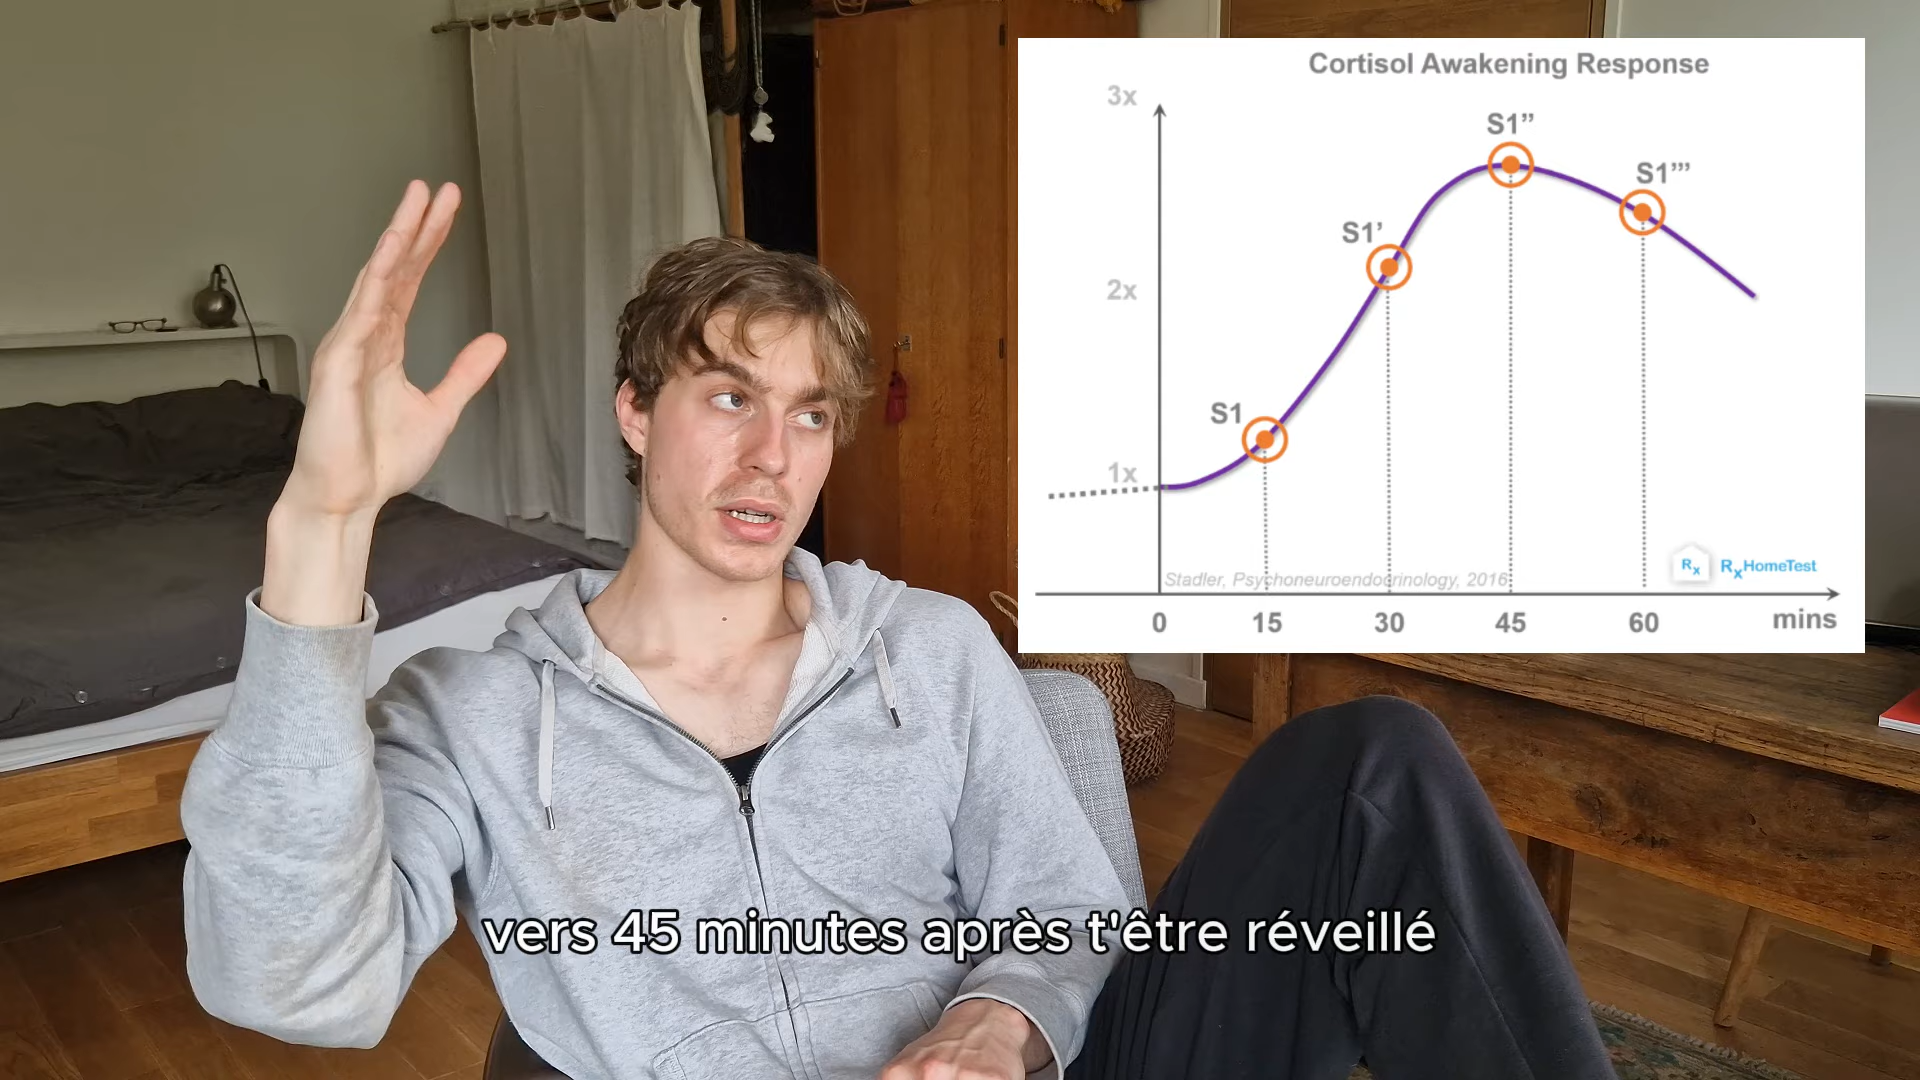 Cortisol Awakening Response
3x
S1”
S1’’’
S1’
2x
S1
1x
Stadler, Psychoneuroendocrinology, 2016
Rx RxHomeTest
0 15 30 45 60 mins
vers 45 minutes après t'être réveillé